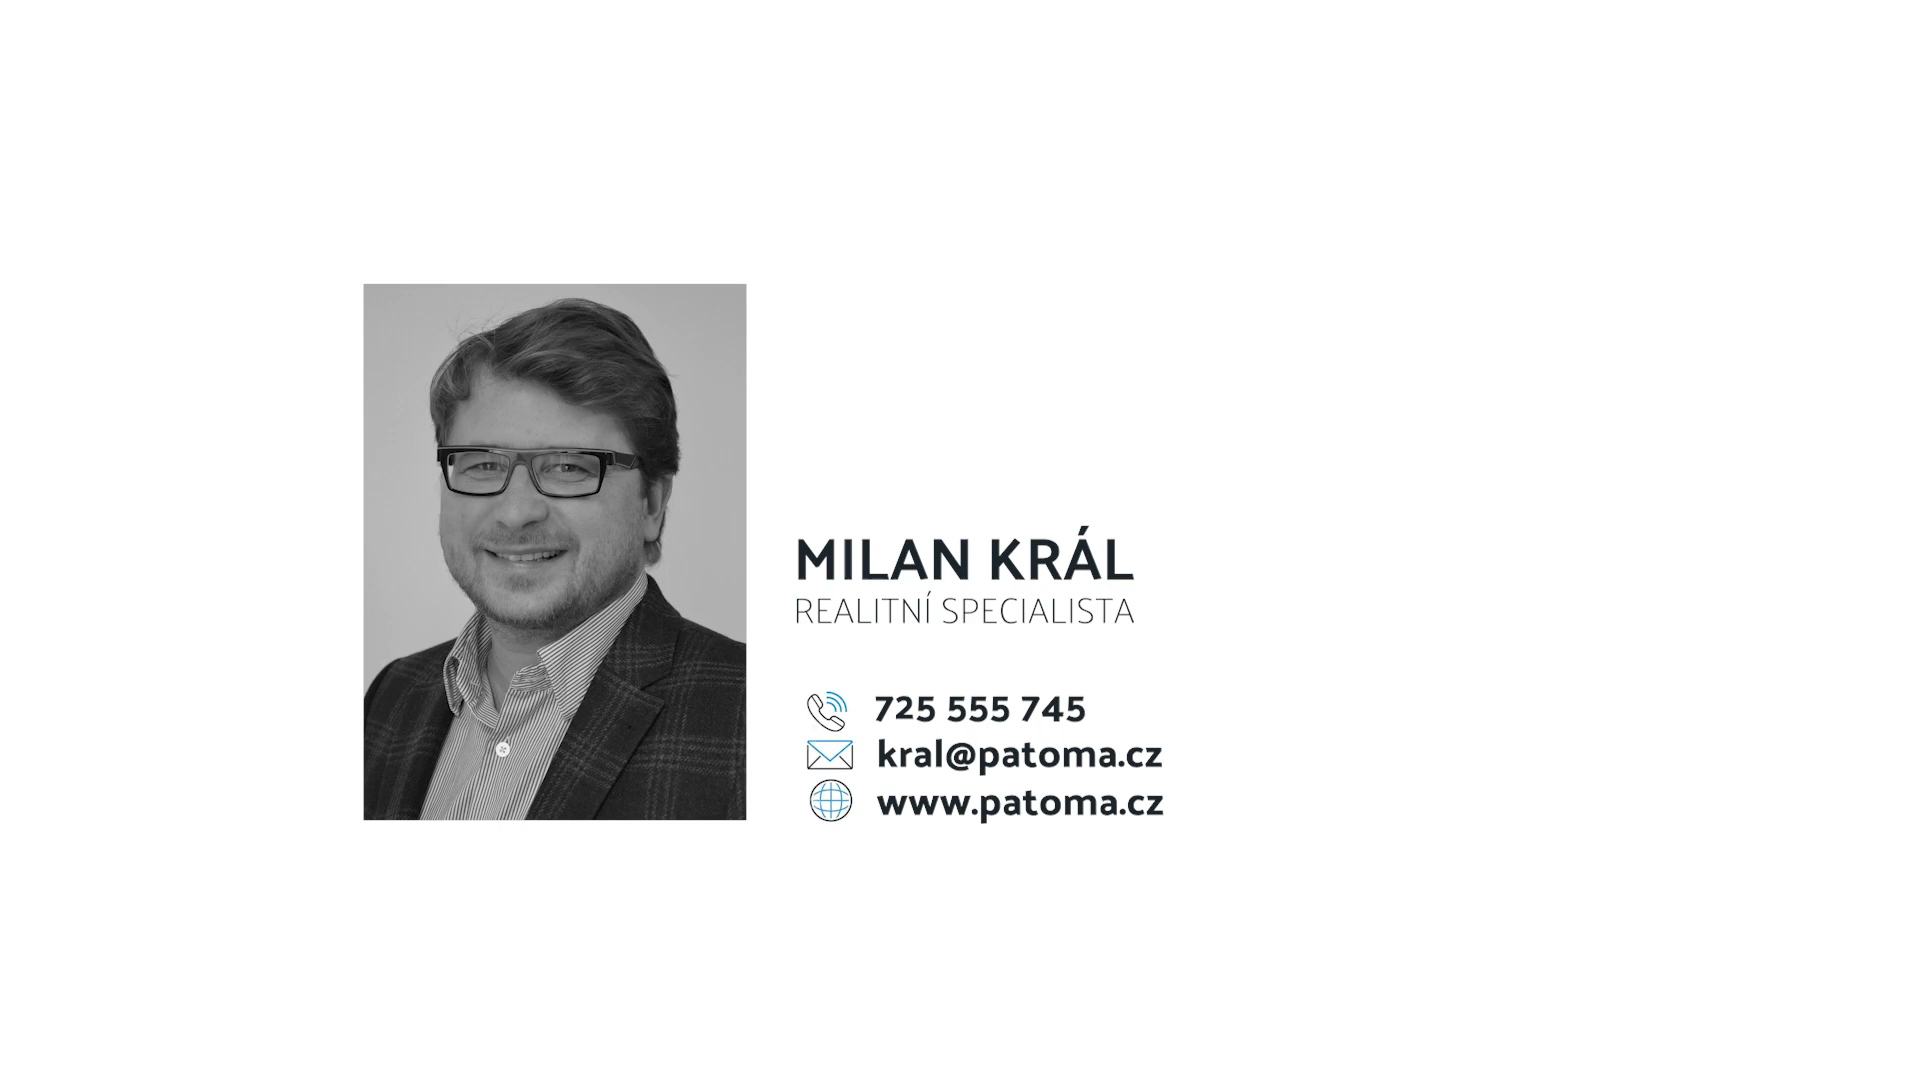 MILAN KRÁL
REALITNÍ SPECIALISTA
725 555 745
kral@patoma.cz
www.patoma.cz